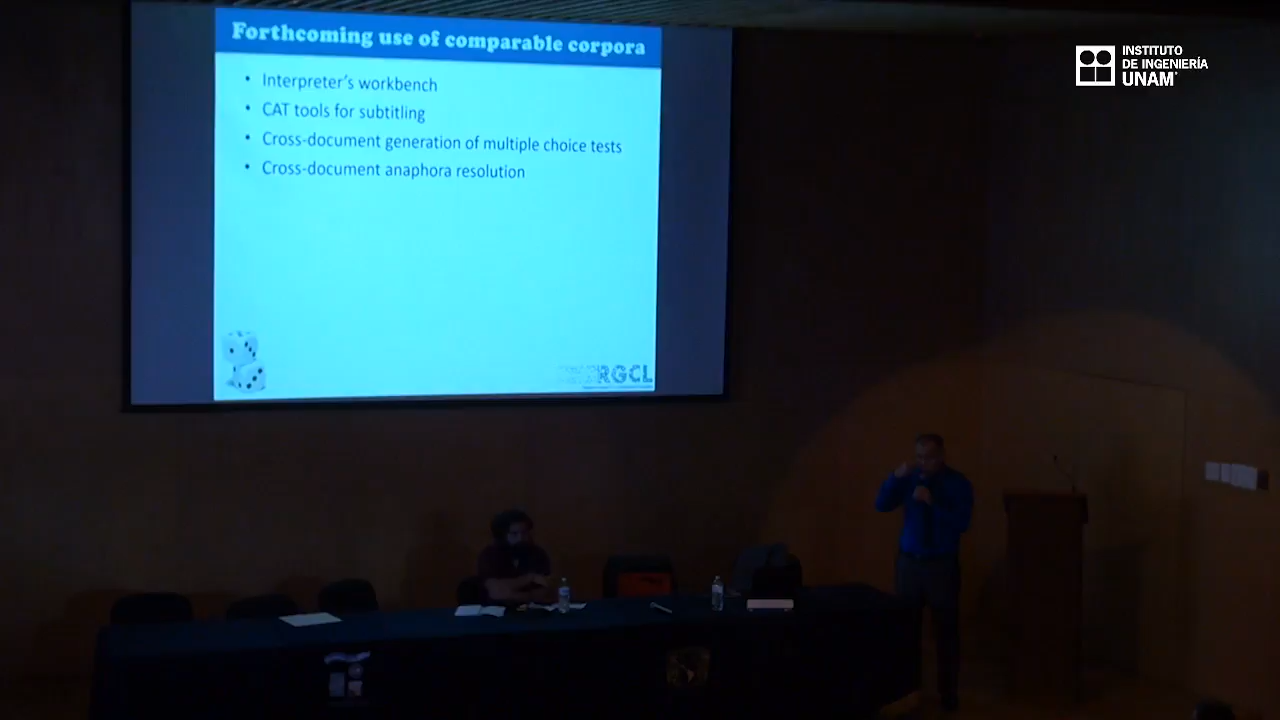 Forthcoming use of comparable corpora
• Interpreter's workbench
• CAT tools for subtitling
• Cross-document generation of multiple choice tests
• Cross-document anaphora resolution
RGCL
INSTITUTO
DE INGENIERÍA
UNAM